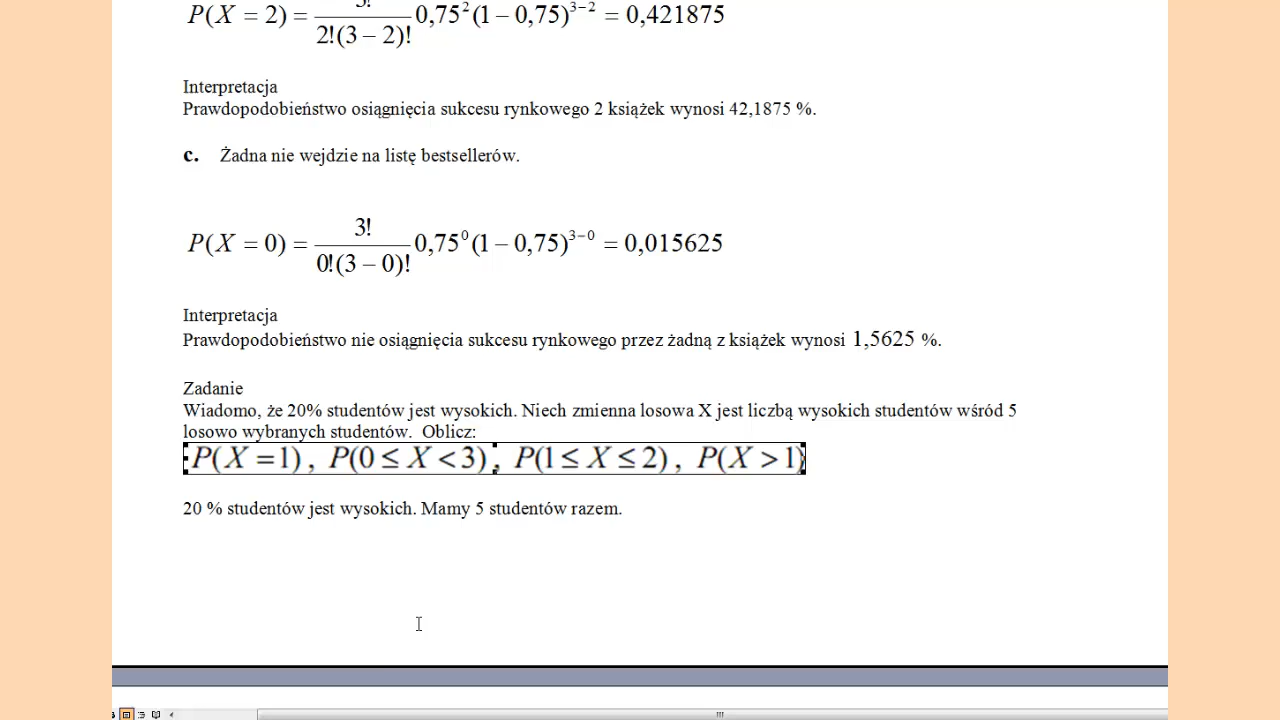 P(X = 2) = 3! / 2!(3 – 2)! 0,75² (1 – 0,75)³⁻² = 0,421875
Interpretacja
Prawdopodobieństwo osiągnięcia sukcesu rynkowego 2 książek wynosi 42,1875 %.
c. Żadna nie wejdzie na listę bestsellerów.
P(X = 0) = 3! / 0!(3 – 0)! 0,75⁰ (1 – 0,75)³⁻⁰ = 0,015625
Interpretacja
Prawdopodobieństwo nie osiągnięcia sukcesu rynkowego przez żadną z książek wynosi 1,5625 %.
Zadanie
Wiadomo, że 20% studentów jest wysokich. Niech zmienna losowa X jest liczbą wysokich studentów wśród 5
losowo wybranych studentów. Oblicz:
P(X = 1) , P(0 ≤ X < 3) , P(1 ≤ X ≤ 2) , P(X > 1)
20 % studentów jest wysokich. Mamy 5 studentów razem.